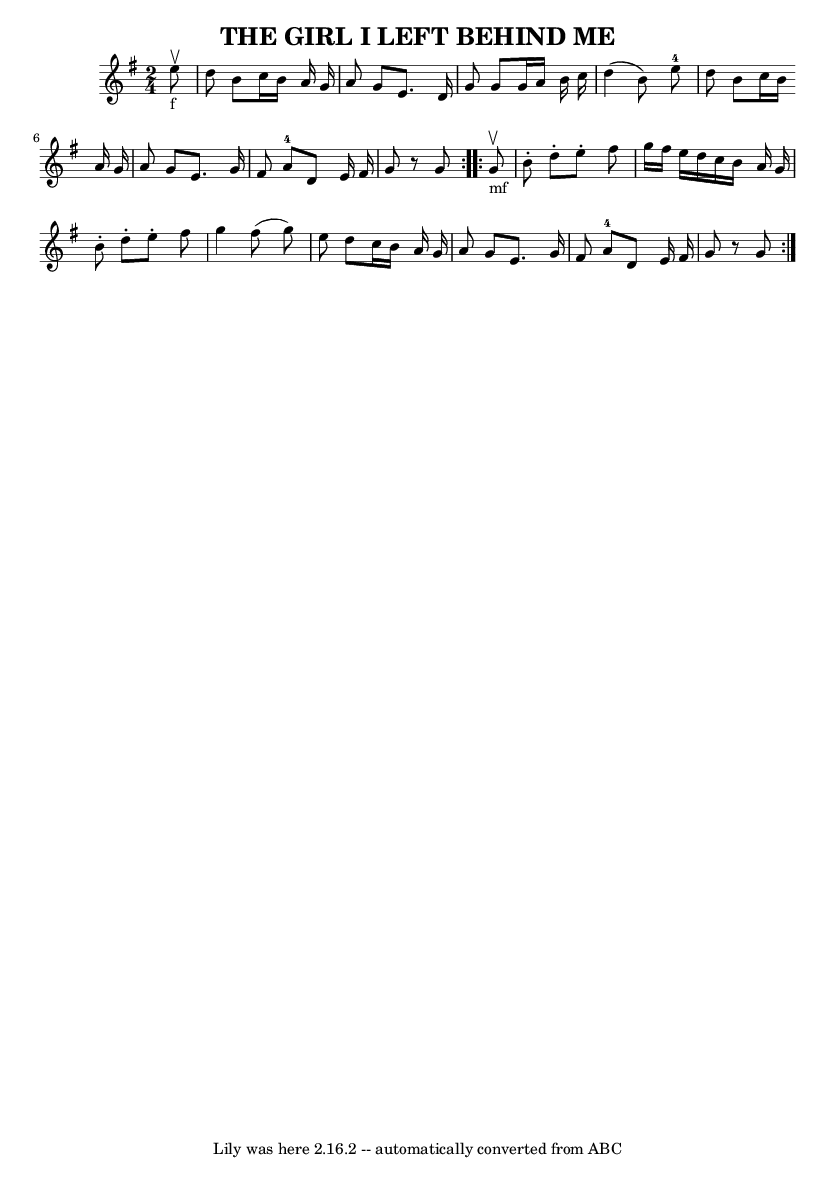 THE GIRL I LEFT BEHIND ME
2 4
f
4
6
4
mf
4
Lily was here 2.16.2 -- automatically converted from ABC